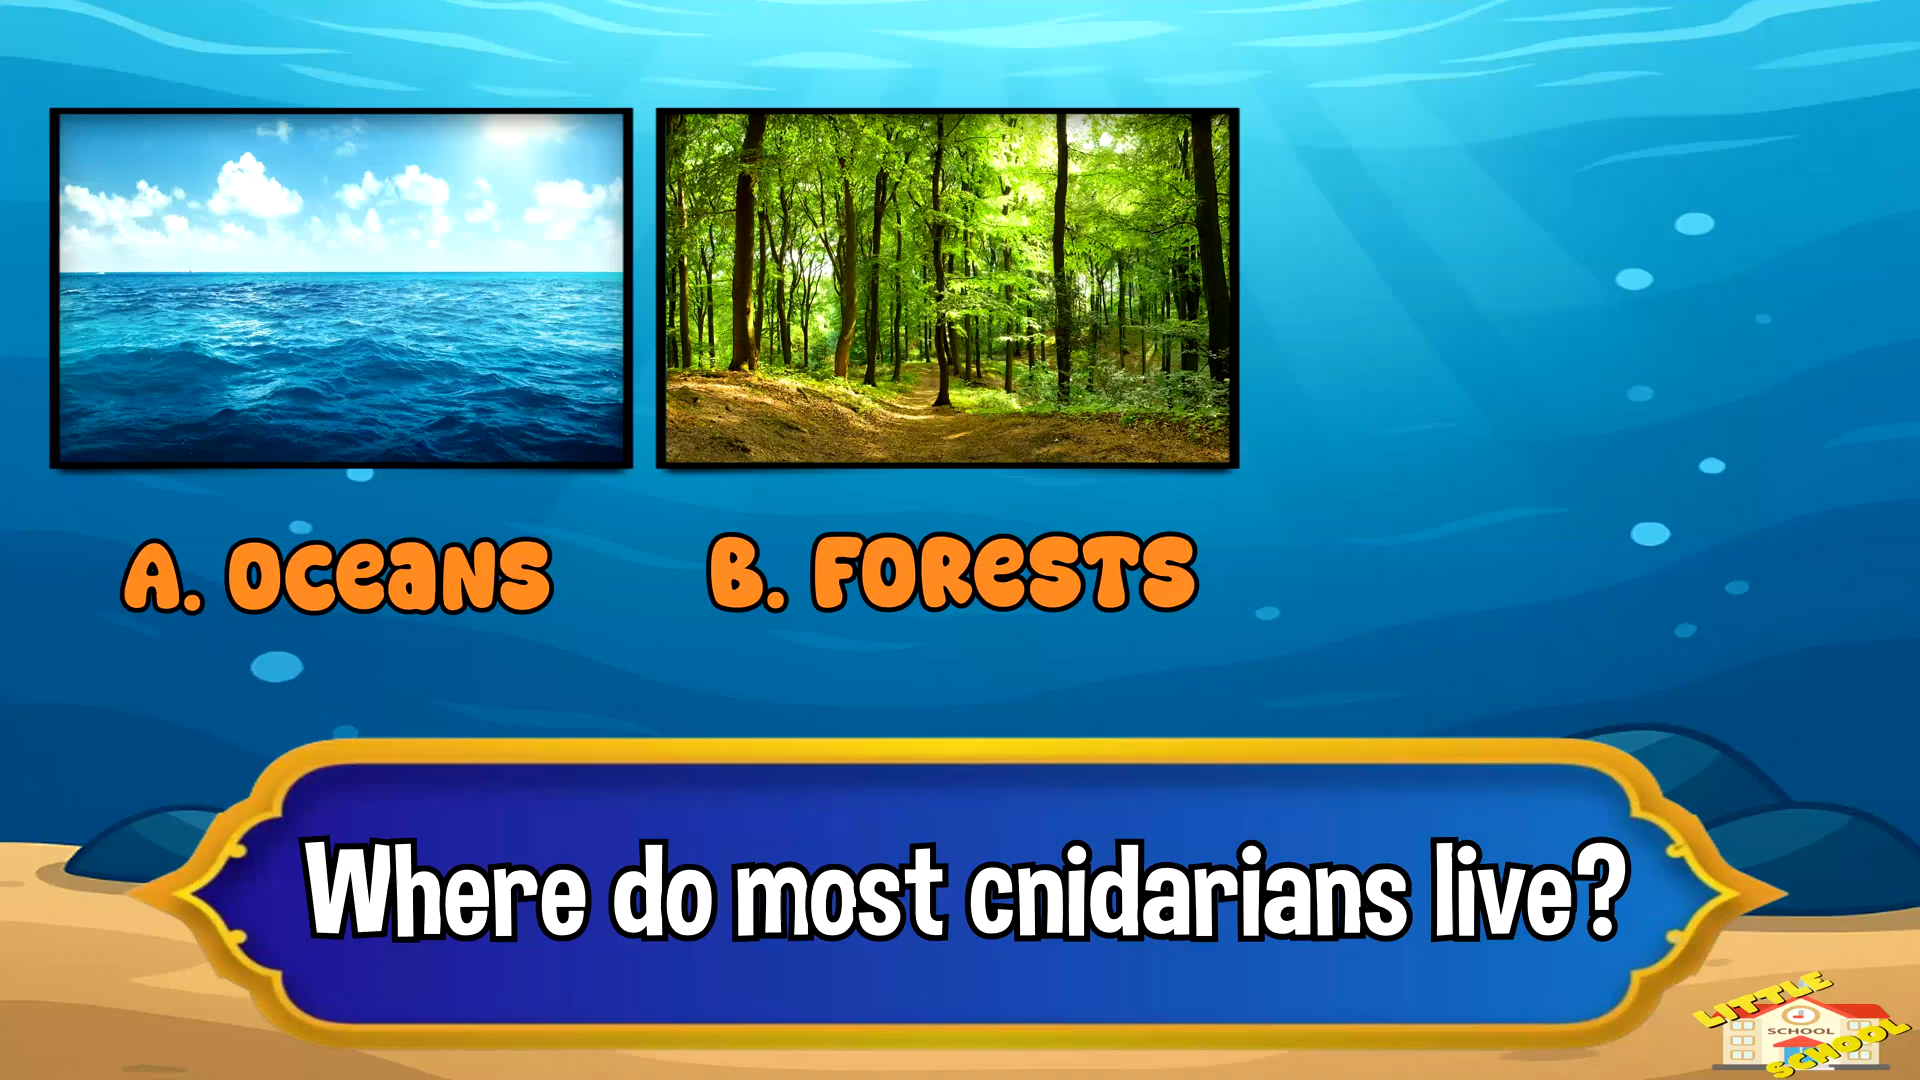 A. OCEANS
B. FORESTS
Where do most cnidarians live?
LITTLE
SCHOOL
SCHOOL